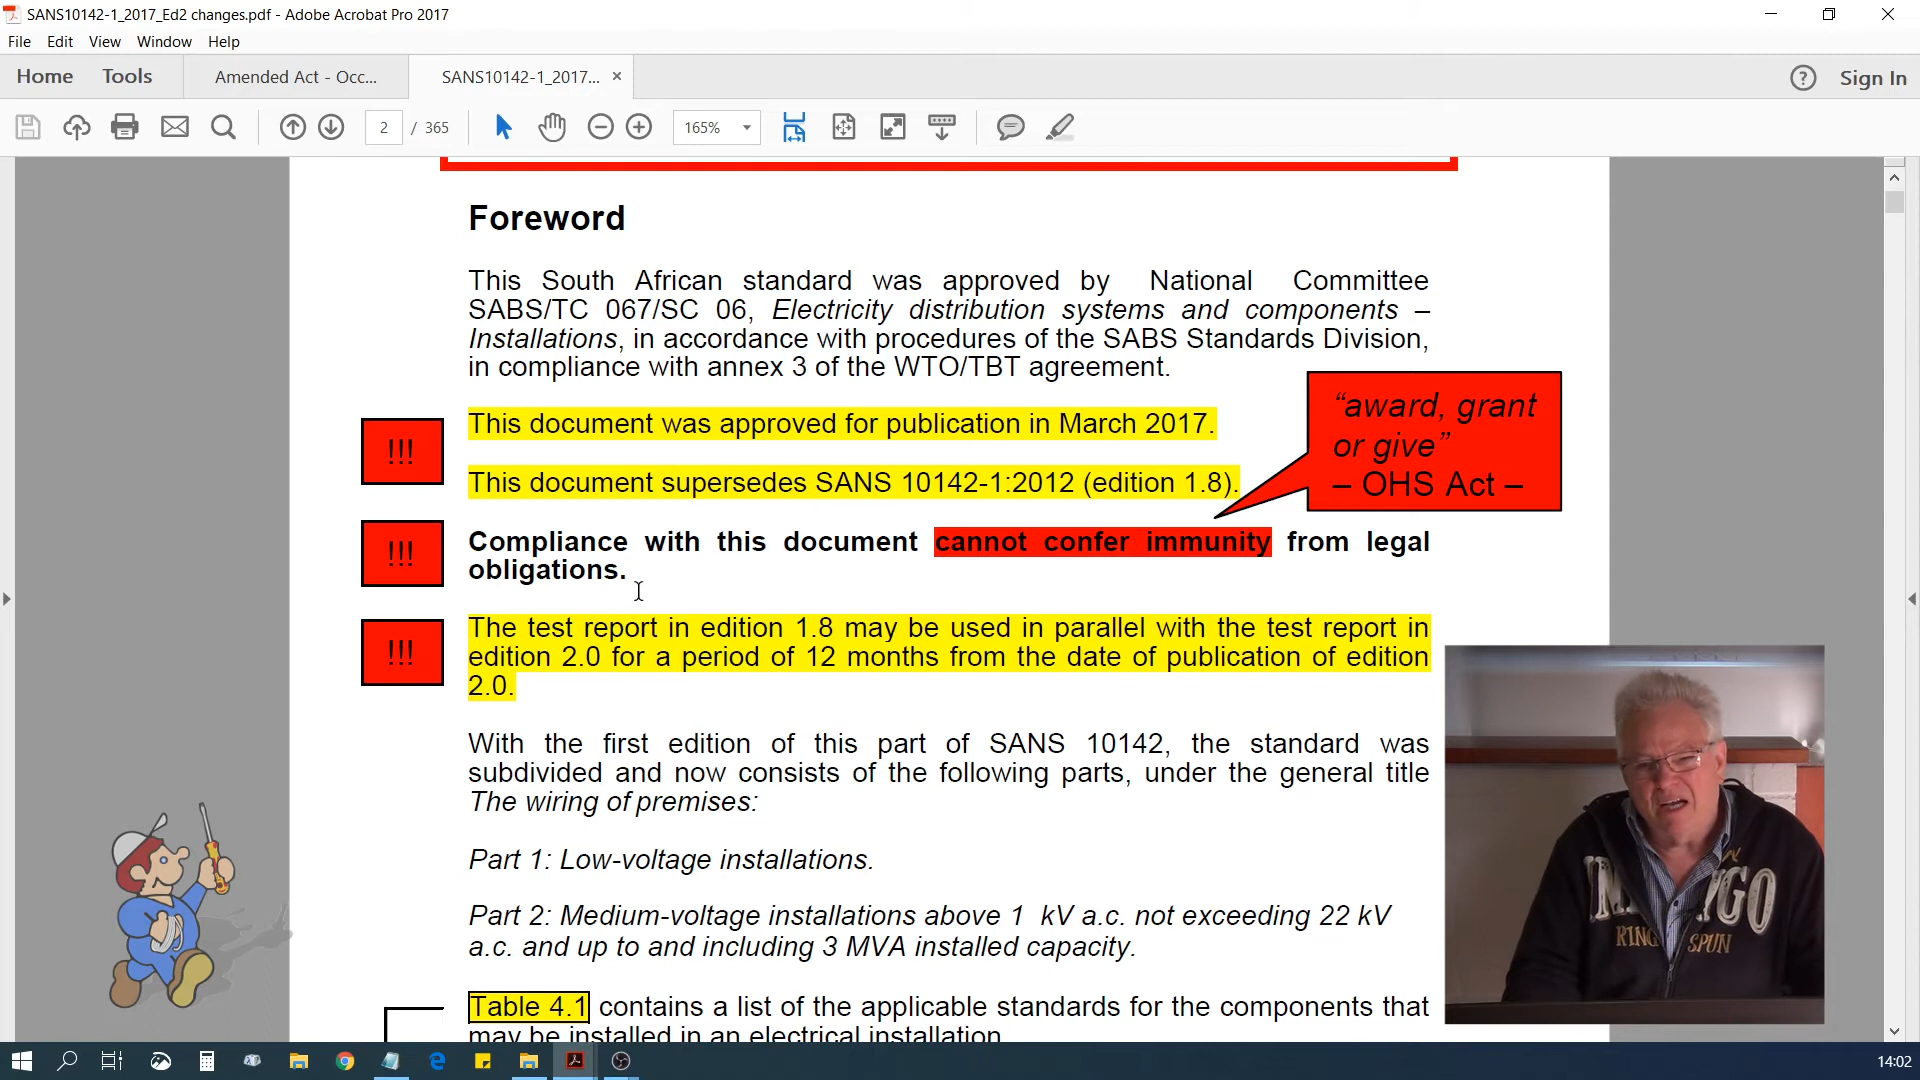 SANS10142-1_2017_Ed2 changes.pdf - Adobe Acrobat Pro 2017
File Edit View Window Help
Home Tools Amended Act - Occ... SANS10142-1_2017... × Sign In
2 / 365 165%
Foreword
This South African standard was approved by National Committee
SABS/TC 067/SC 06, Electricity distribution systems and components –
Installations, in accordance with procedures of the SABS Standards Division,
in compliance with annex 3 of the WTO/TBT agreement.
“award, grant
or give”
– OHS Act –
!!!
This document was approved for publication in March 2017.
This document supersedes SANS 10142-1:2012 (edition 1.8).
!!!
Compliance with this document cannot confer immunity from legal
obligations.
!!!
The test report in edition 1.8 may be used in parallel with the test report in
edition 2.0 for a period of 12 months from the date of publication of edition
2.0.
With the first edition of this part of SANS 10142, the standard was
subdivided and now consists of the following parts, under the general title
The wiring of premises:
Part 1: Low-voltage installations.
Part 2: Medium-voltage installations above 1 kV a.c. not exceeding 22 kV
a.c. and up to and including 3 MVA installed capacity.
Table 4.1 contains a list of the applicable standards for the components that
may be installed in an electrical installation.
RING SPUN
14:02